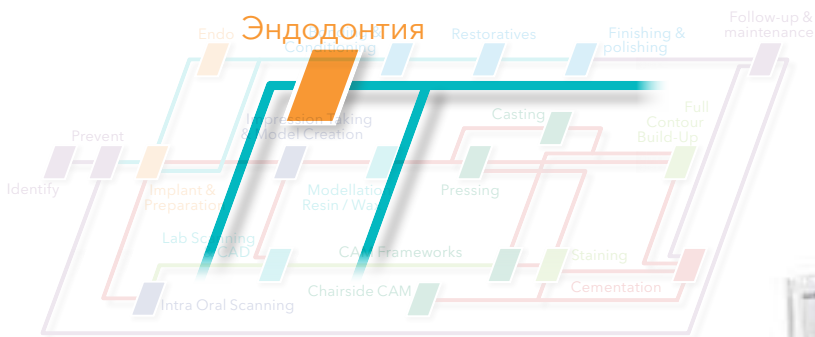 Follow-up &
maintenance
Эндодонтия
Endo
Conditioning
Restoratives
Finishing &
polishing
Impression Taking
& Model Creation
Casting
Full
Contour
Build-Up
Prevent
Identify
Implant &
Preparation
Modellation
Resin / Wax
Pressing
Lab Scanning
CAD
CAM Frameworks
Staining
Cementation
Chairside CAM
Intra Oral Scanning